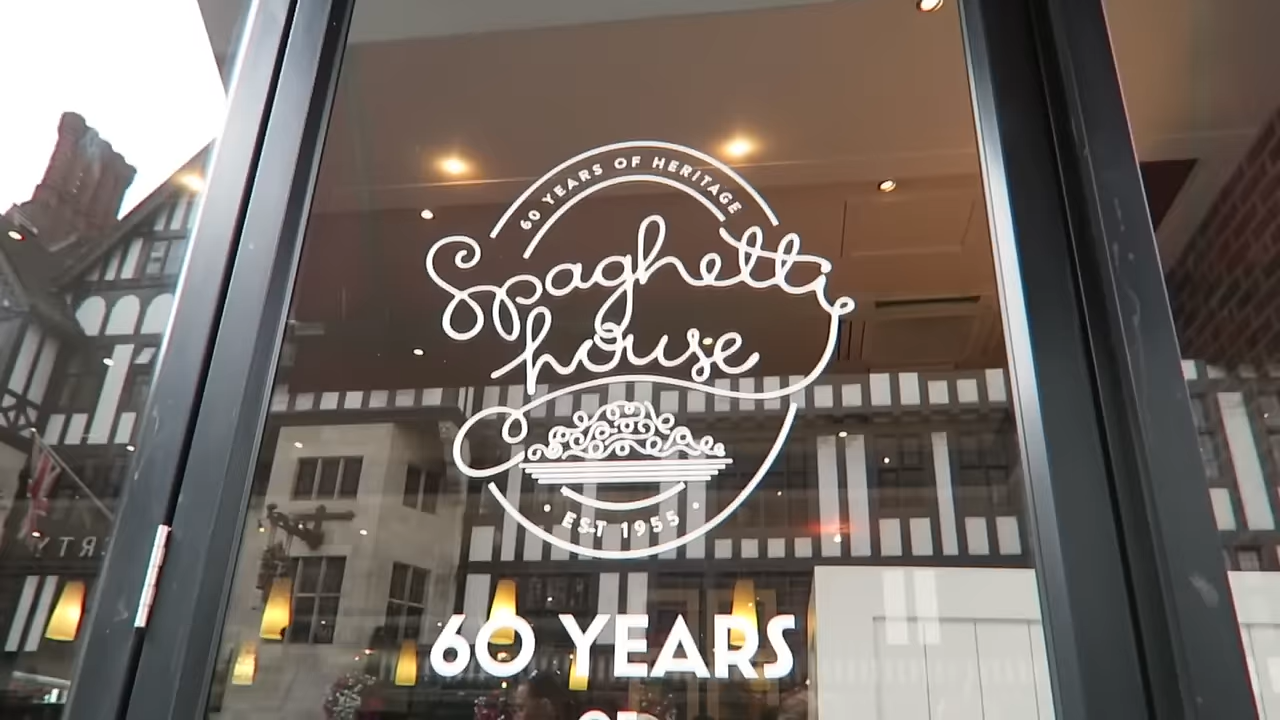 60 YEARS OF HERITAGE
Spaghetti
house
· EST 1955 ·
60 YEARS